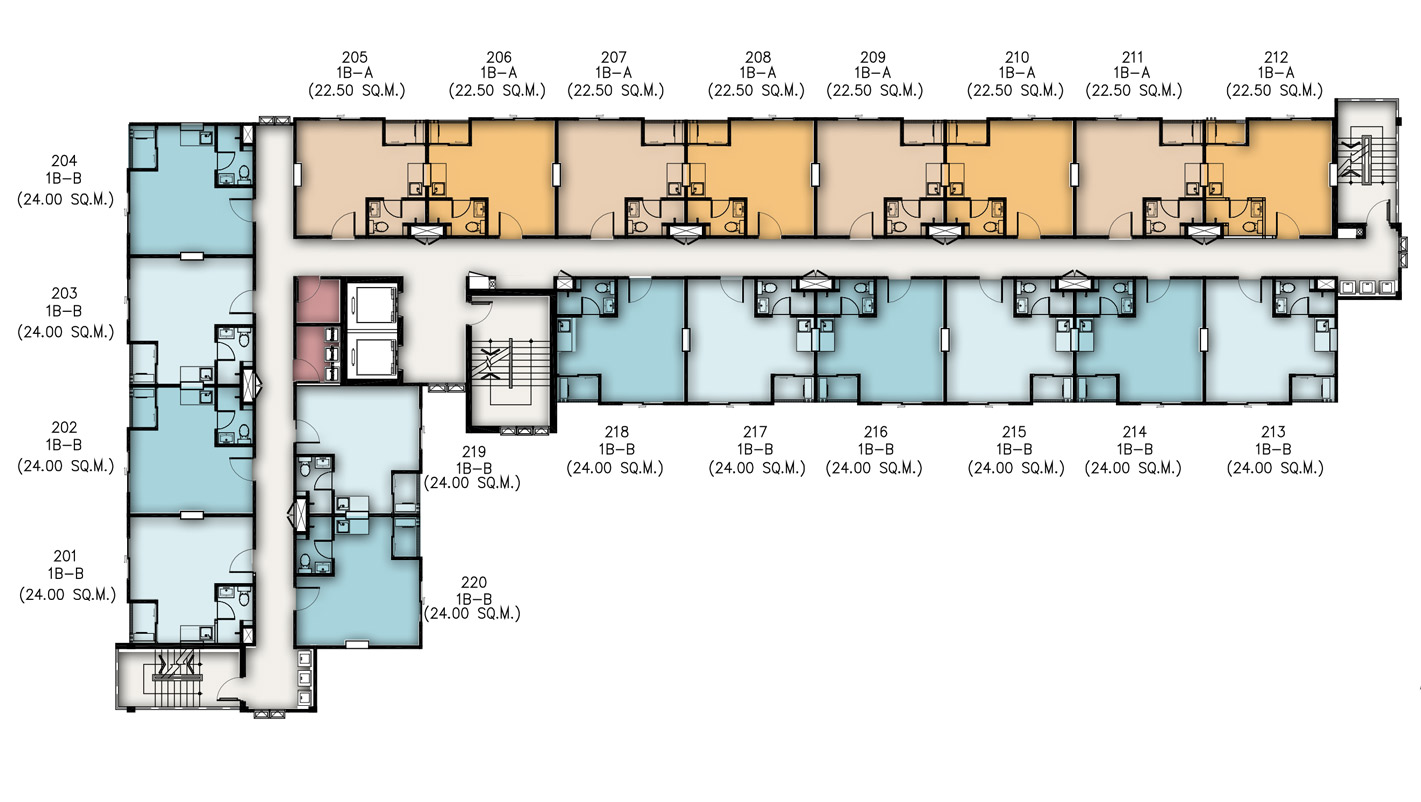 205
1B-A
(22.50 SQ.M.)
206
1B-A
(22.50 SQ.M.)
207
1B-A
(22.50 SQ.M.)
208
1B-A
(22.50 SQ.M.)
209
1B-A
(22.50 SQ.M.)
210
1B-A
(22.50 SQ.M.)
211
1B-A
(22.50 SQ.M.)
212
1B-A
(22.50 SQ.M.)
204
1B-B
(24.00 SQ.M.)
203
1B-B
(24.00 SQ.M.)
202
1B-B
(24.00 SQ.M.)
201
1B-B
(24.00 SQ.M.)
219
1B-B
(24.00 SQ.M.)
220
1B-B
(24.00 SQ.M.)
218
1B-B
(24.00 SQ.M.)
217
1B-B
(24.00 SQ.M.)
216
1B-B
(24.00 SQ.M.)
215
1B-B
(24.00 SQ.M.)
214
1B-B
(24.00 SQ.M.)
213
1B-B
(24.00 SQ.M.)